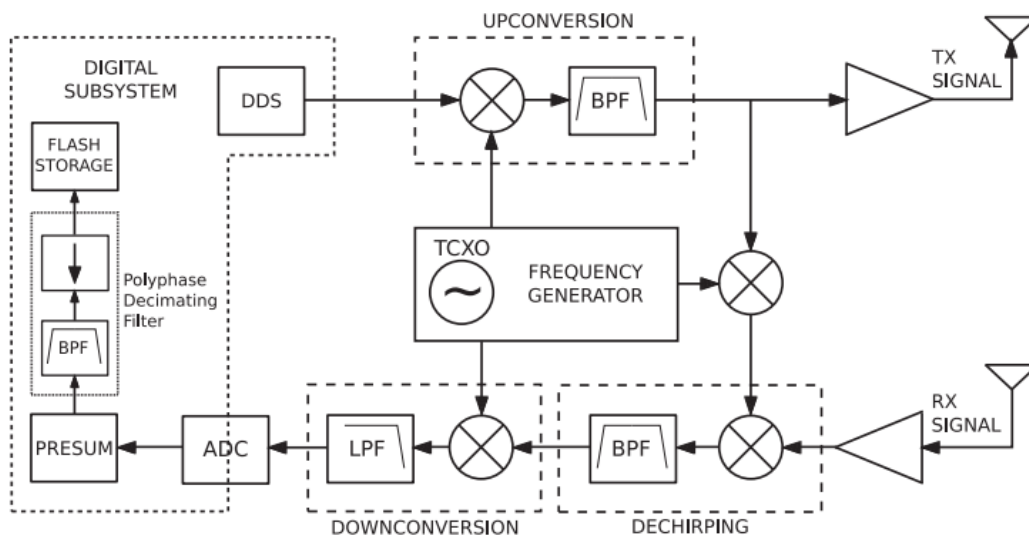 UPCONVERSION
DIGITAL
SUBSYSTEM
DDS
BPF
TX
SIGNAL
FLASH
STORAGE
TCXO
FREQUENCY
GENERATOR
Polyphase
Decimating
Filter
BPF
RX
SIGNAL
PRESUM
ADC
LPF
BPF
DOWNCONVERSION
DECHIRPING